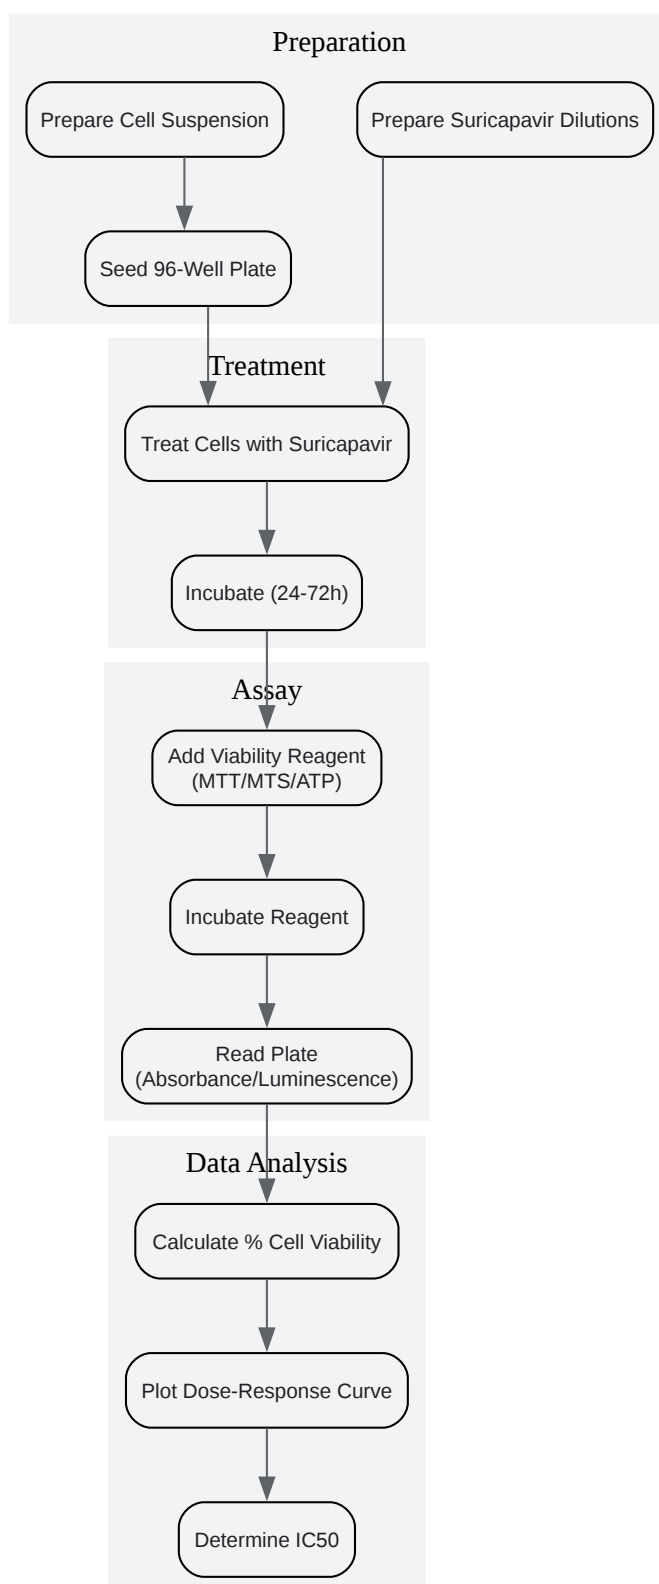 Preparation
Prepare Cell Suspension
Prepare Suricapavir Dilutions
Seed 96-Well Plate
Treatment
Treat Cells with Suricapavir
Incubate (24-72h)
Assay
Add Viability Reagent
(MTT/MTS/ATP)
Incubate Reagent
Read Plate
(Absorbance/Luminescence)
Data Analysis
Calculate % Cell Viability
Plot Dose-Response Curve
Determine IC50